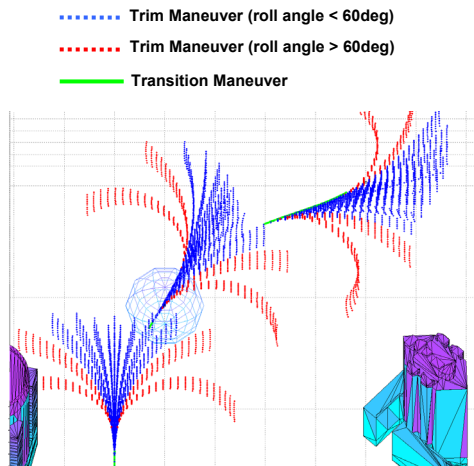 Trim Maneuver (roll angle < 60deg)
Trim Maneuver (roll angle > 60deg)
Transition Maneuver